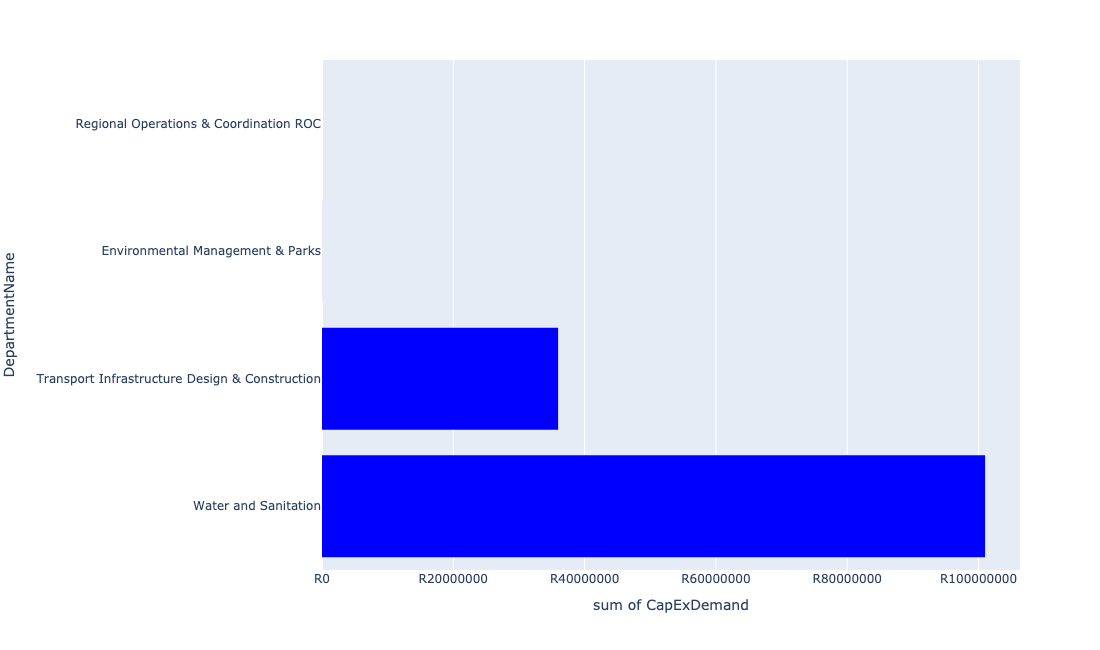 DepartmentName
Regional Operations & Coordination ROC
Environmental Management & Parks
Transport Infrastructure Design & Construction
Water and Sanitation
R0 R20000000 R40000000 R60000000 R80000000 R100000000
sum of CapExDemand